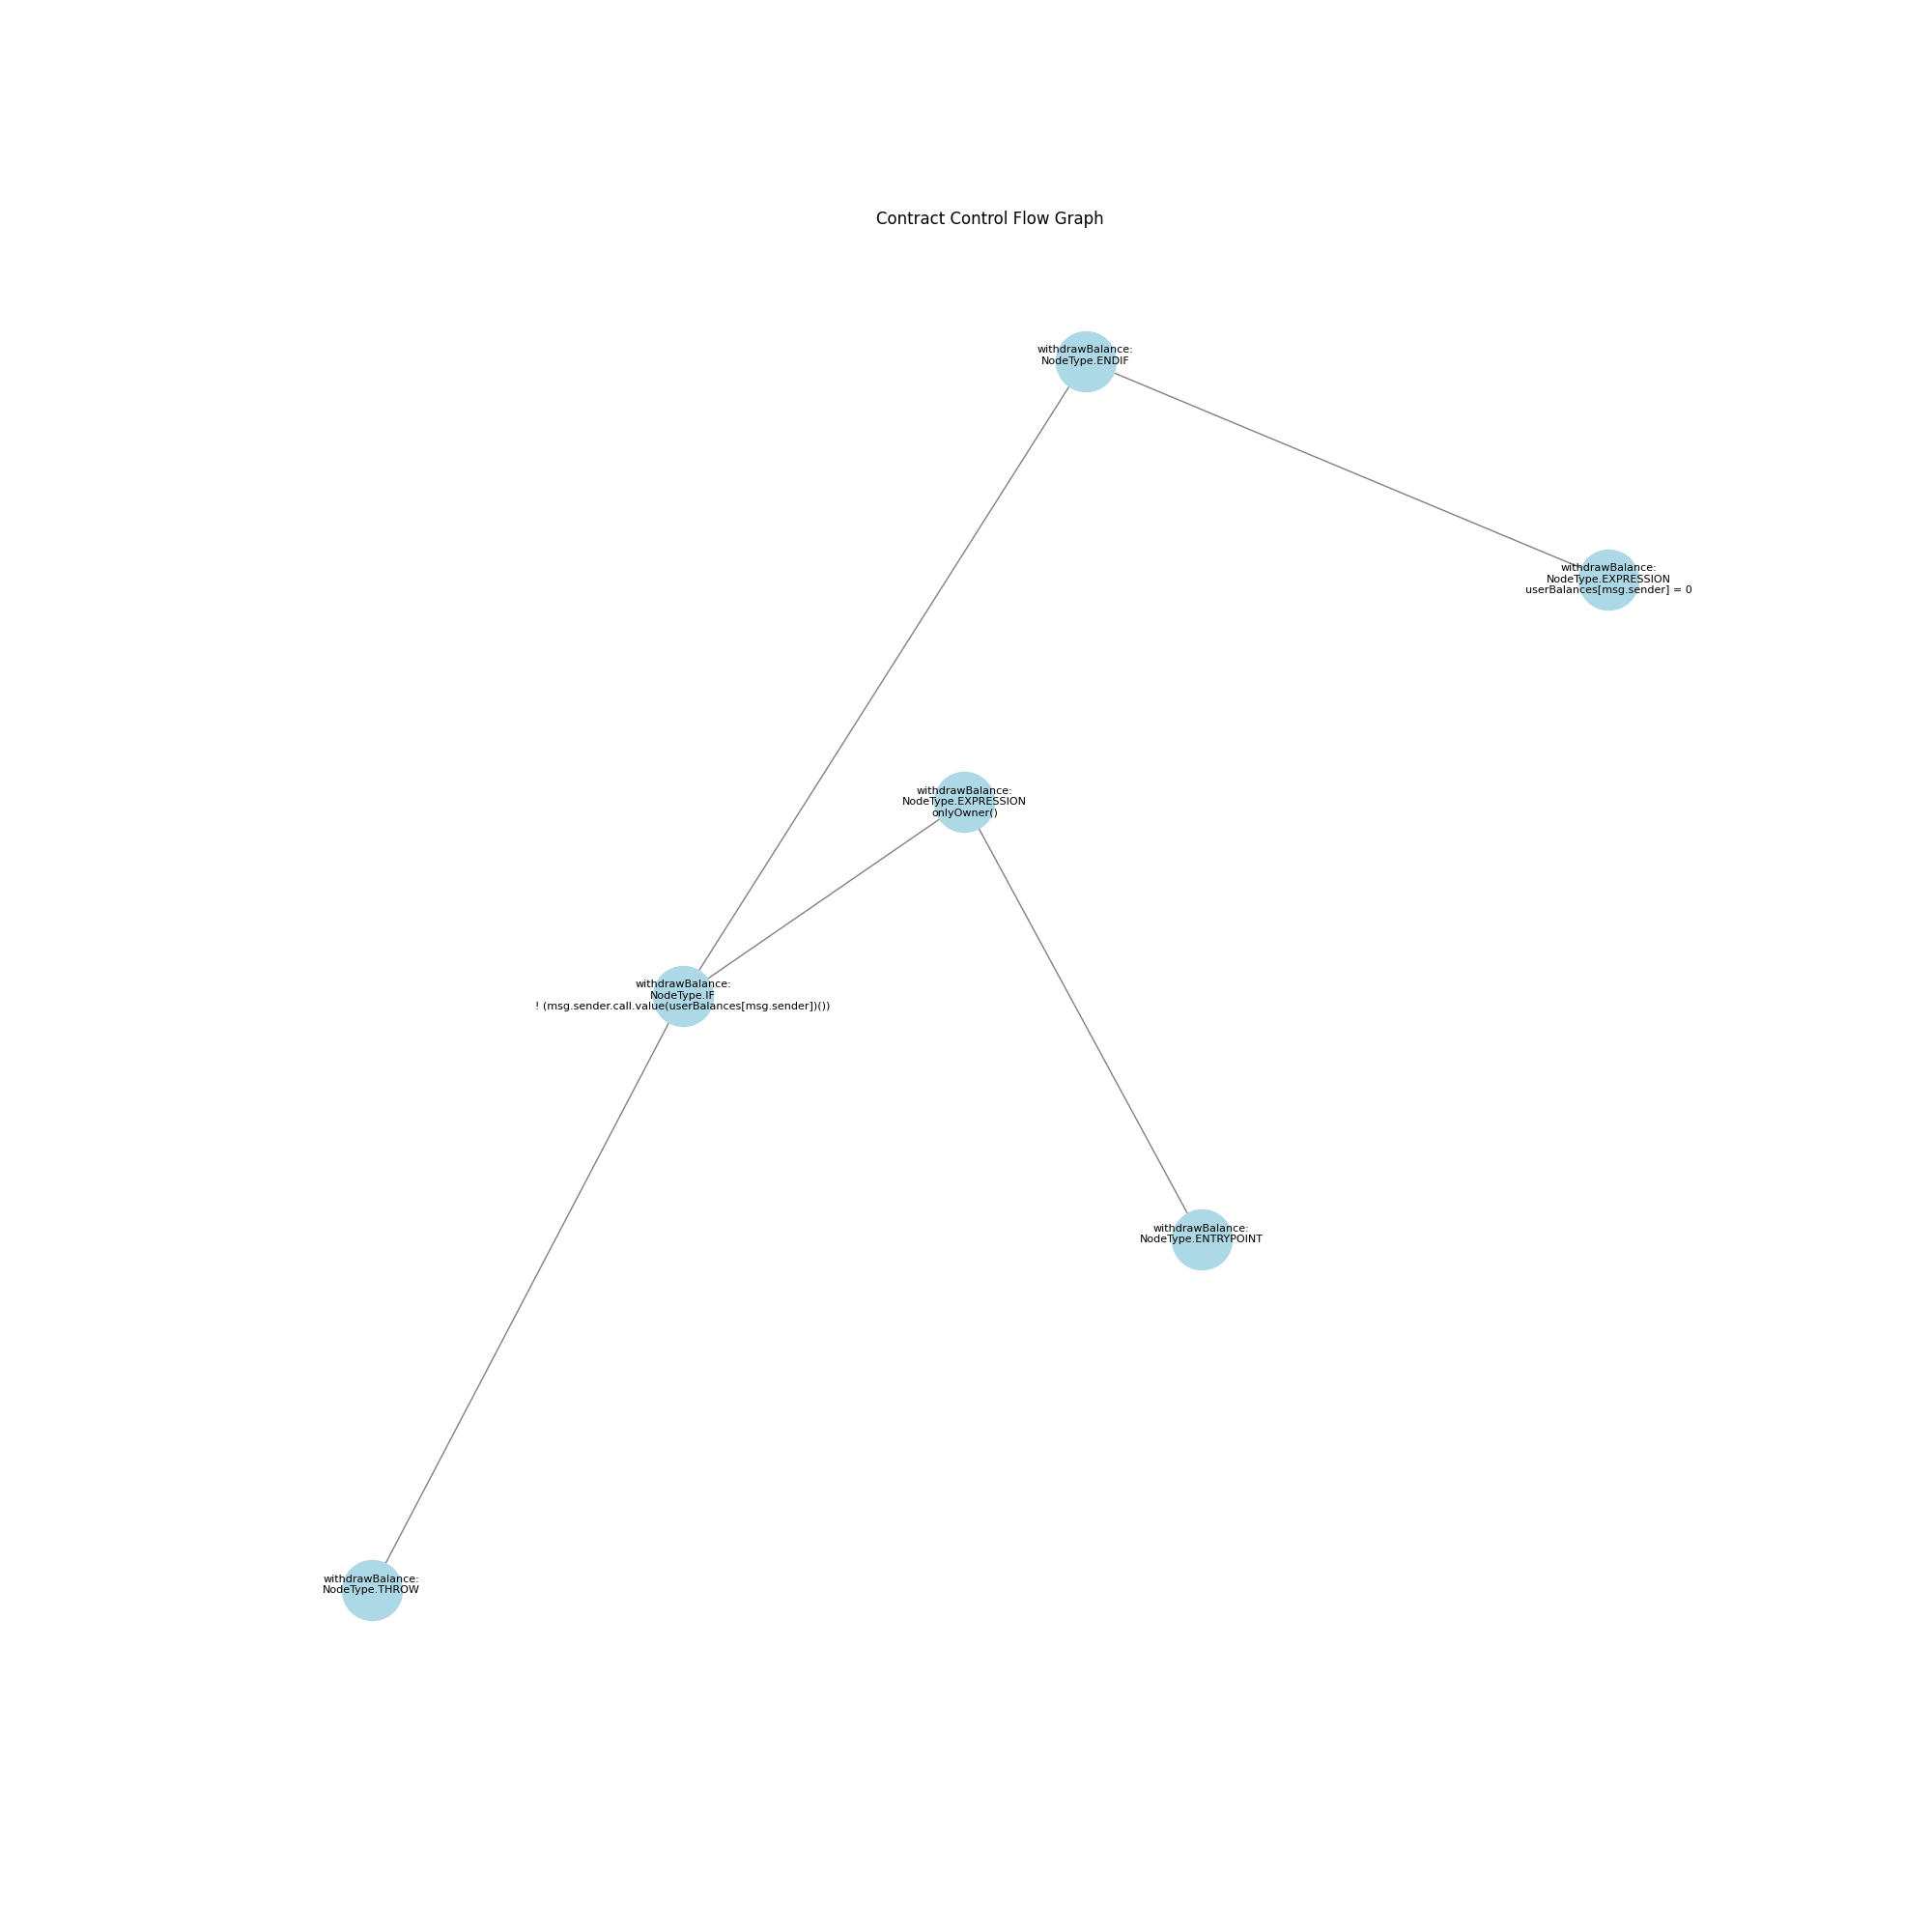 Contract Control Flow Graph
withdrawBalance:
NodeType.ENDIF
withdrawBalance:
NodeType.EXPRESSION
userBalances[msg.sender] = 0
withdrawBalance:
NodeType.EXPRESSION
onlyOwner()
withdrawBalance:
NodeType.IF
! (msg.sender.call.value(userBalances[msg.sender])())
withdrawBalance:
NodeType.ENTRYPOINT
withdrawBalance:
NodeType.THROW